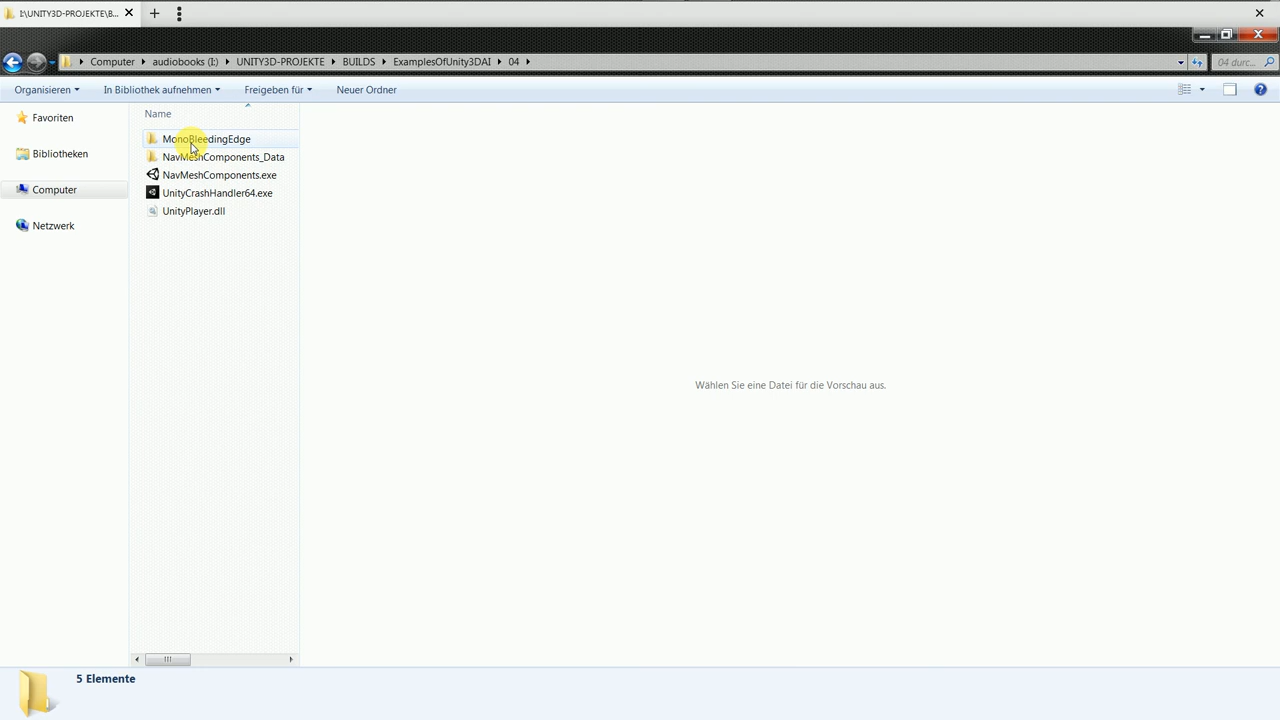 I:\UNITY3D-PROJEKTE\B...
Computer audiobooks (I:) UNITY3D-PROJEKTE BUILDS ExamplesOfUnity3DAI 04 04 durc...
Organisieren In Bibliothek aufnehmen Freigeben für Neuer Ordner
Name
Favoriten
Bibliotheken
Computer
Netzwerk
MonoBleedingEdge
NavMeshComponents_Data
NavMeshComponents.exe
UnityCrashHandler64.exe
UnityPlayer.dll
Wählen Sie eine Datei für die Vorschau aus.
5 Elemente